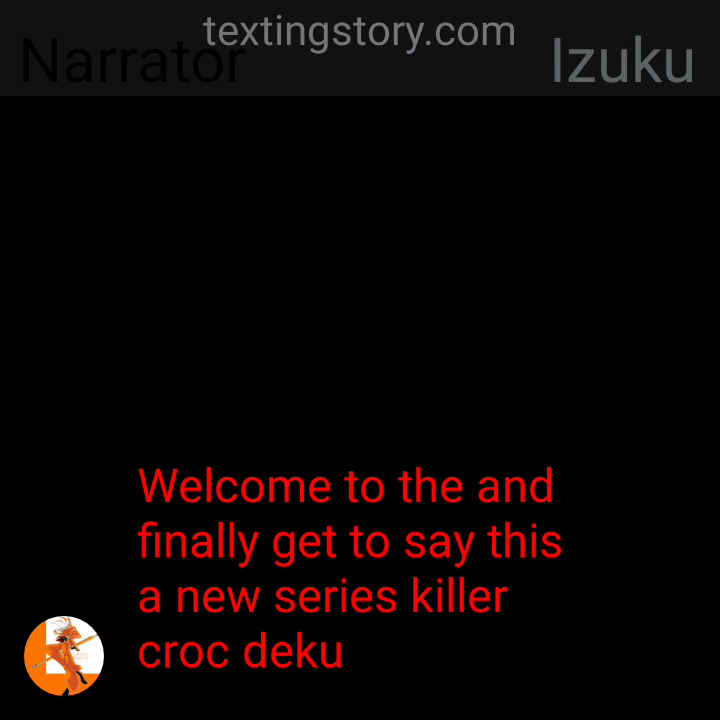 textingstory.com
Narrator Izuku
Welcome to the and
finally get to say this
a new series killer
croc deku